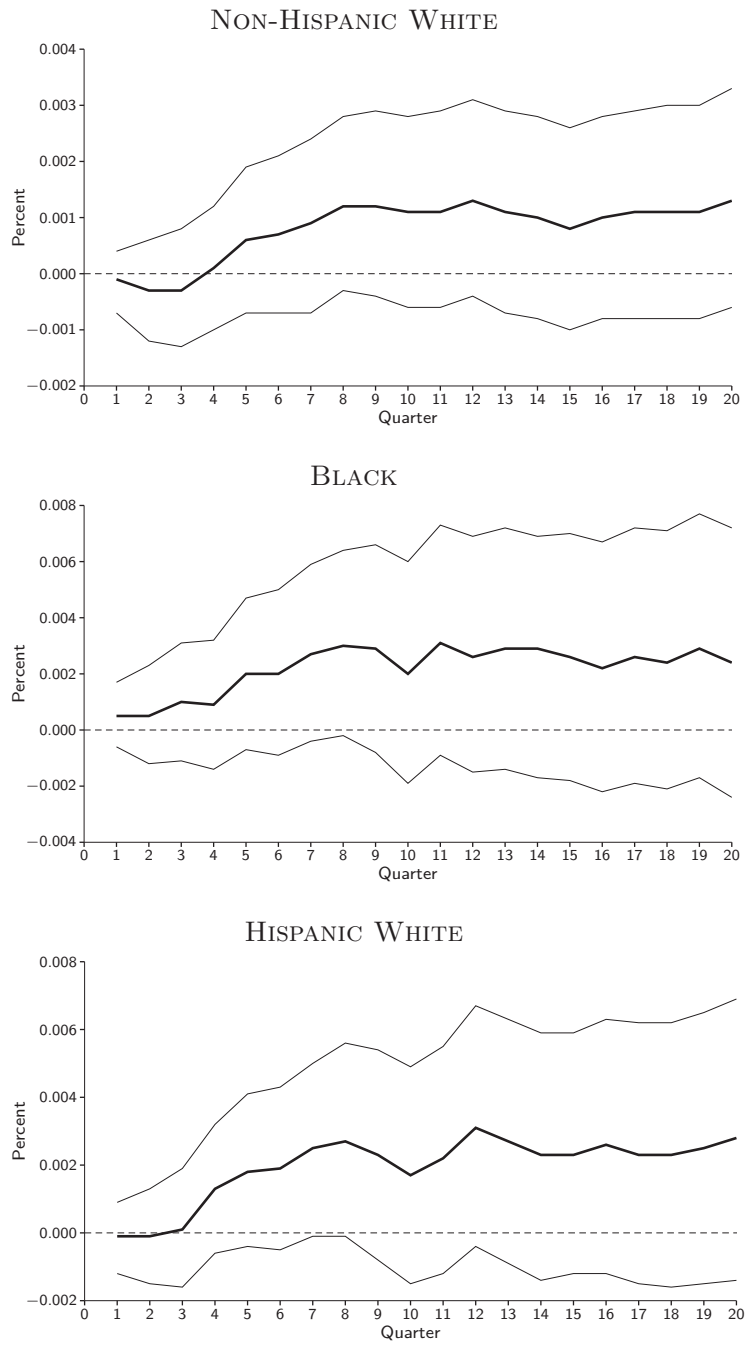 NON-HISPANIC WHITE
0.004
0.003
0.002
0.001
0.000
−0.001
−0.002
Percent
0 1 2 3 4 5 6 7 8 9 10 11 12 13 14 15 16 17 18 19 20
Quarter
BLACK
0.008
0.006
0.004
0.002
0.000
−0.002
−0.004
Percent
0 1 2 3 4 5 6 7 8 9 10 11 12 13 14 15 16 17 18 19 20
Quarter
HISPANIC WHITE
0.008
0.006
0.004
0.002
0.000
−0.002
Percent
0 1 2 3 4 5 6 7 8 9 10 11 12 13 14 15 16 17 18 19 20
Quarter